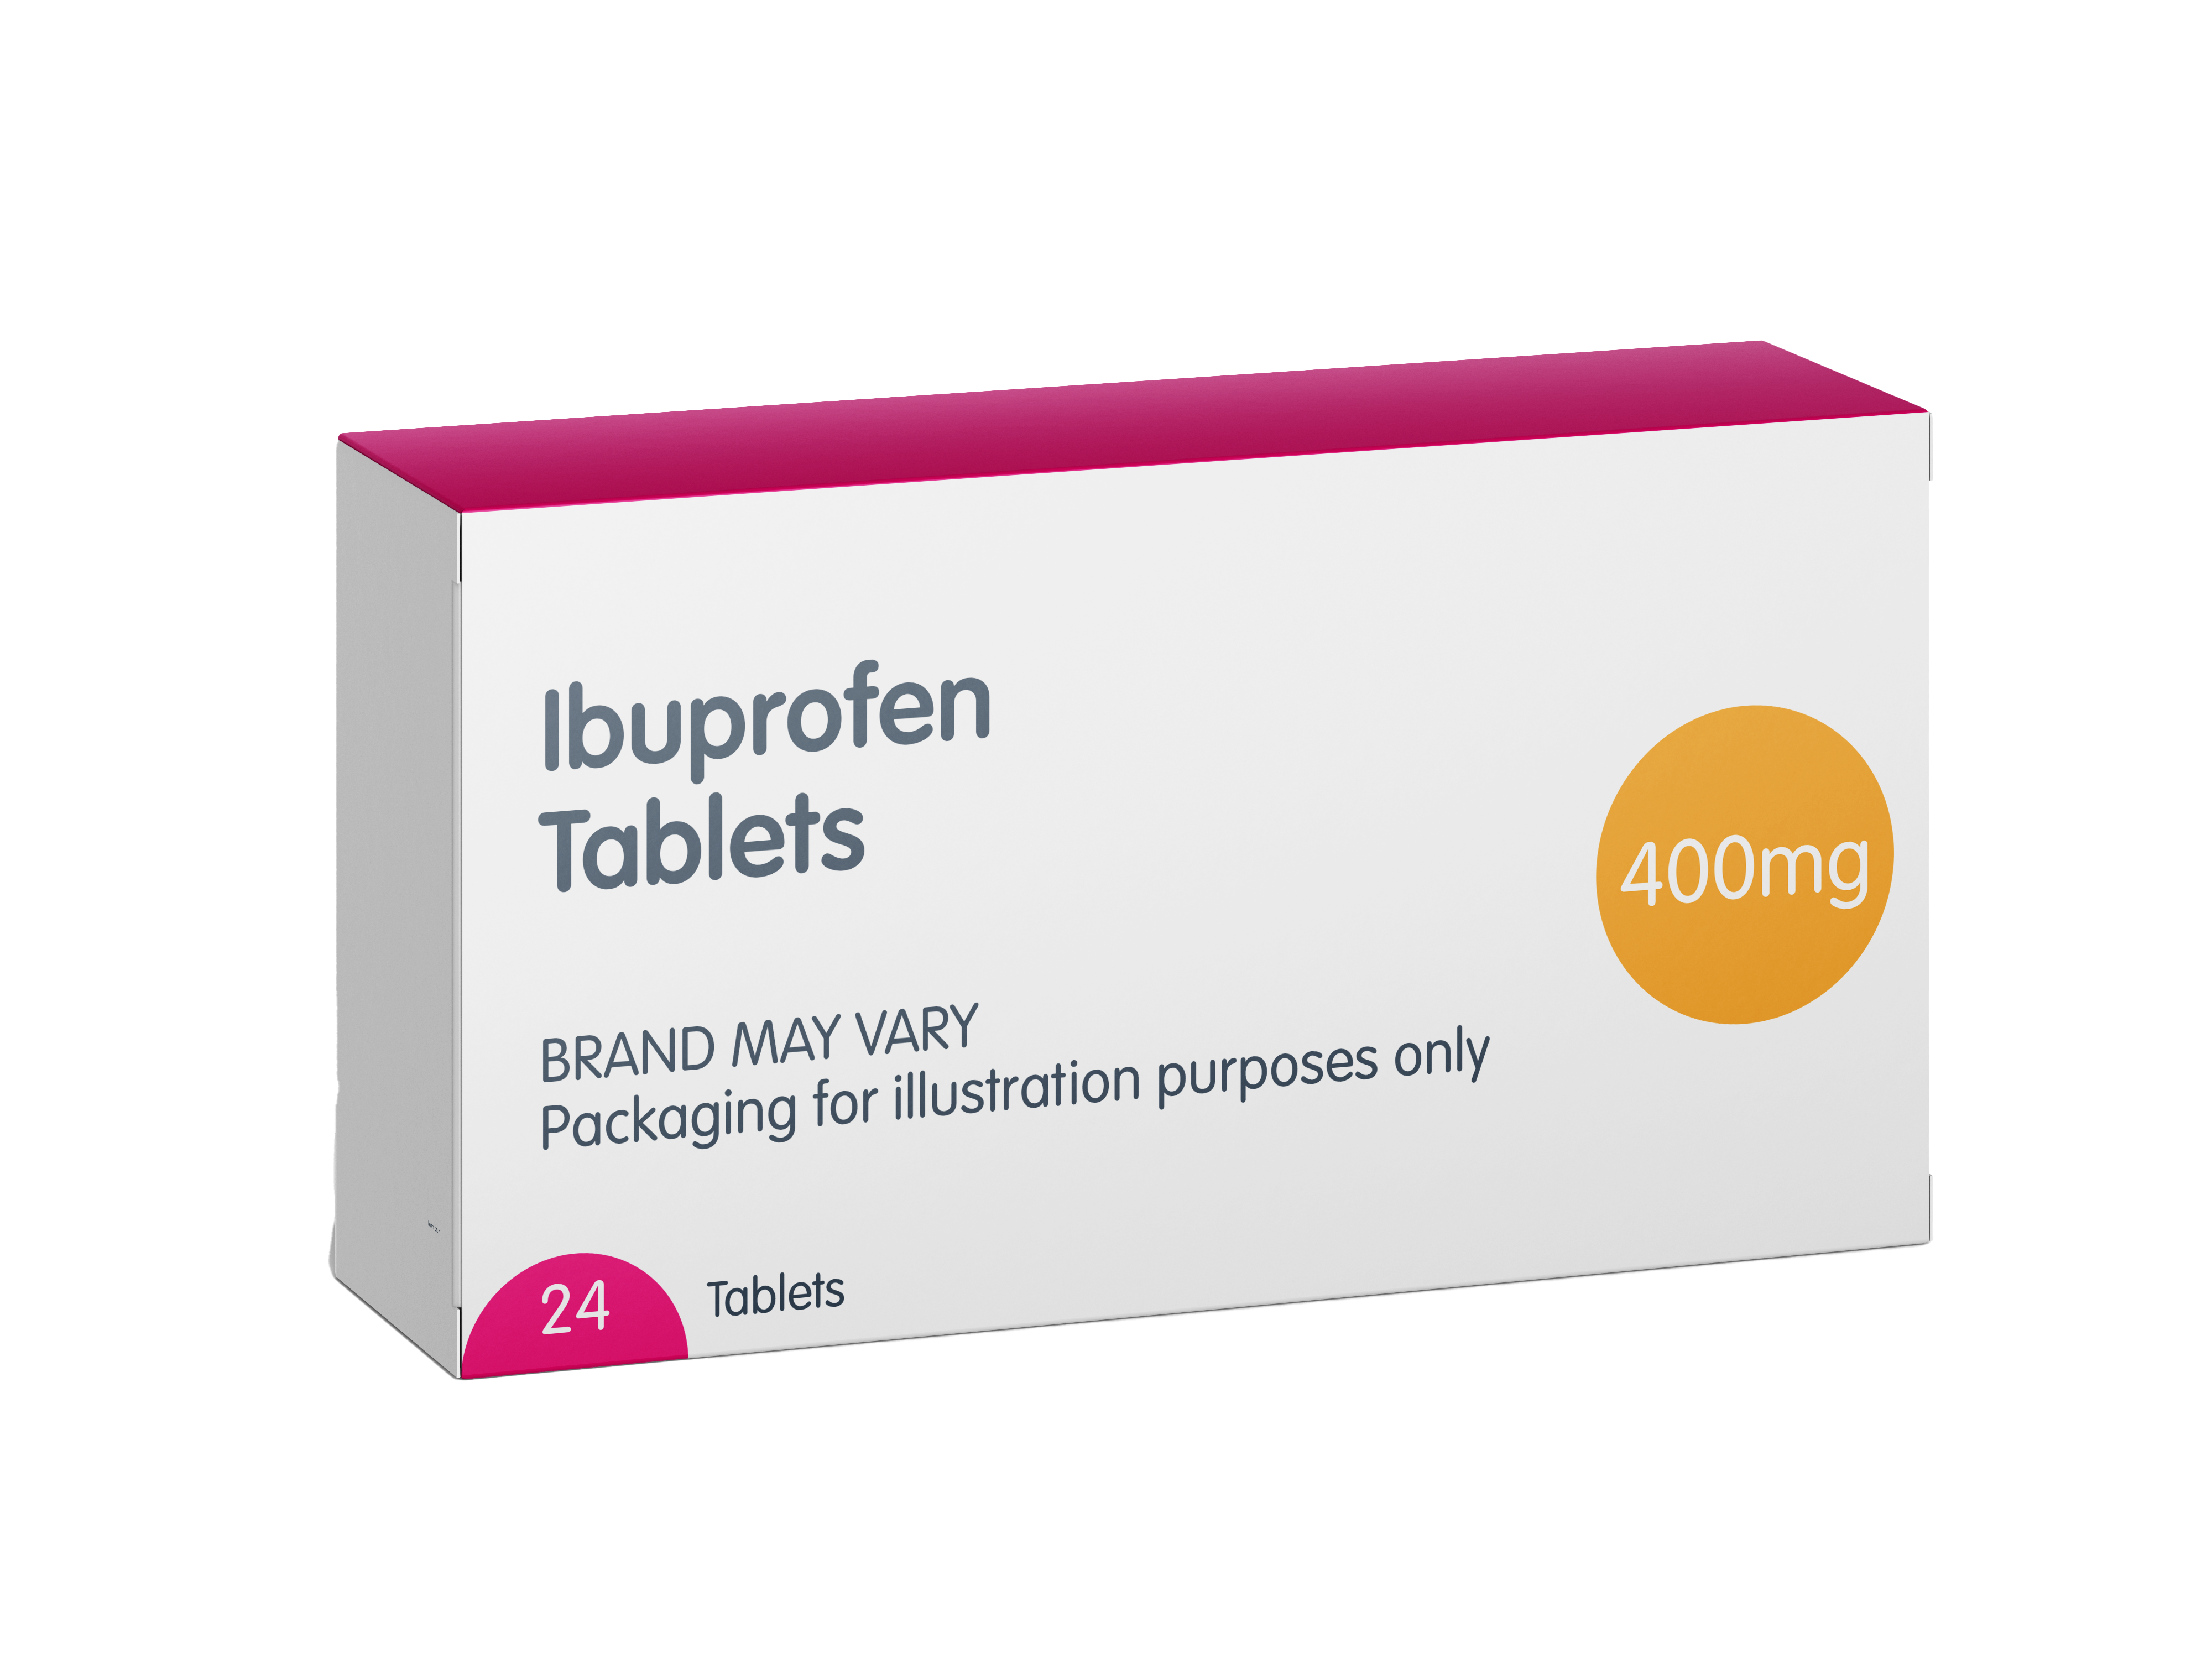 Ibuprofen
Tablets
400mg
BRAND MAY VARY
Packaging for illustration purposes only
24 Tablets